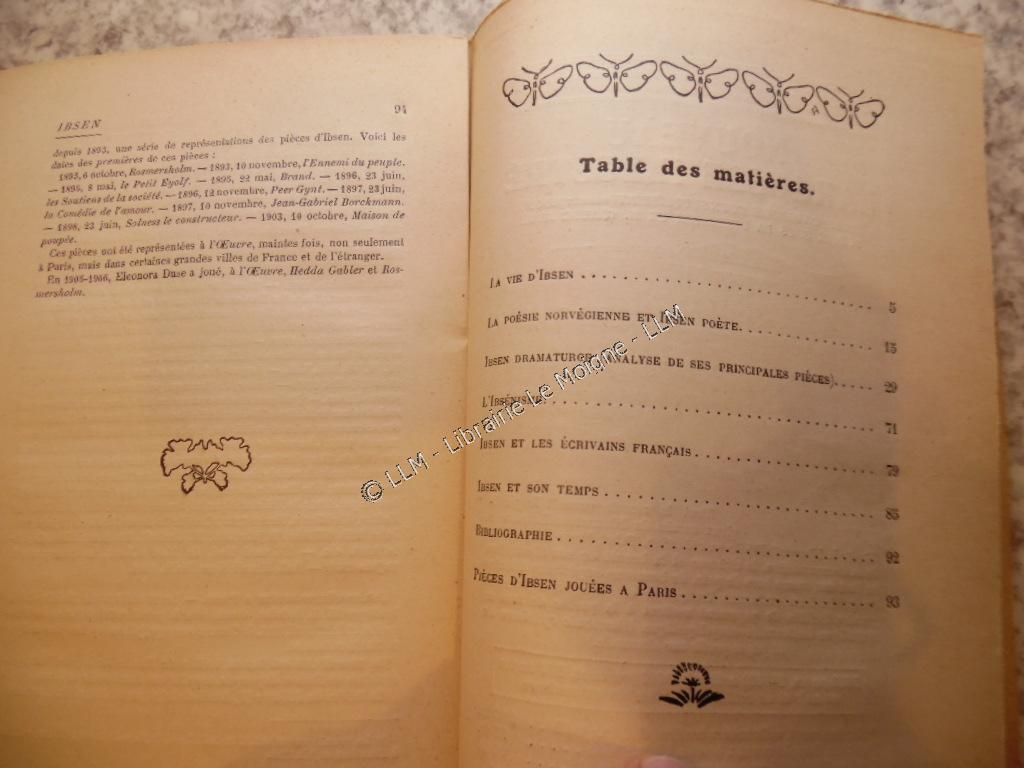 IBSEN 94
depuis 1893, une série de représentations des pièces d'Ibsen. Voici les
dates des premières de ces pièces :
1893, 6 octobre, Rosmersholm. — 1893, 10 novembre, l'Ennemi du peuple.
— 1895, 8 mai, le Petit Eyolf. — 1895, 22 mai, Brand. — 1896, 23 juin,
les Soutiens de la société. — 1896, 12 novembre, Peer Gynt. — 1897, 23 juin,
la Comédie de l'amour. — 1897, 10 novembre, Jean-Gabriel Borckmann.
— 1898, 23 juin, Solness le constructeur. — 1903, 10 octobre, Maison de
poupée.
Ces pièces ont été représentées à l'Œuvre, maintes fois, non seulement
à Paris, mais dans certaines grandes villes de France et de l'étranger.
En 1905-1906, Eleonora Duse a joué, à l'Œuvre, Hedda Gabler et Ros-
mersholm.
Table des matières.
LA VIE D'IBSEN 5
LA POÉSIE NORVÉGIENNE ET IBSEN POÈTE 15
IBSEN DRAMATURGE (ANALYSE DE SES PRINCIPALES PIÈCES) 29
L'IBSÉNISME 71
IBSEN ET LES ÉCRIVAINS FRANÇAIS 79
IBSEN ET SON TEMPS 85
BIBLIOGRAPHIE 92
PIÈCES D'IBSEN JOUÉES A PARIS 93
© LLM - Librairie Le Moigne - LLM